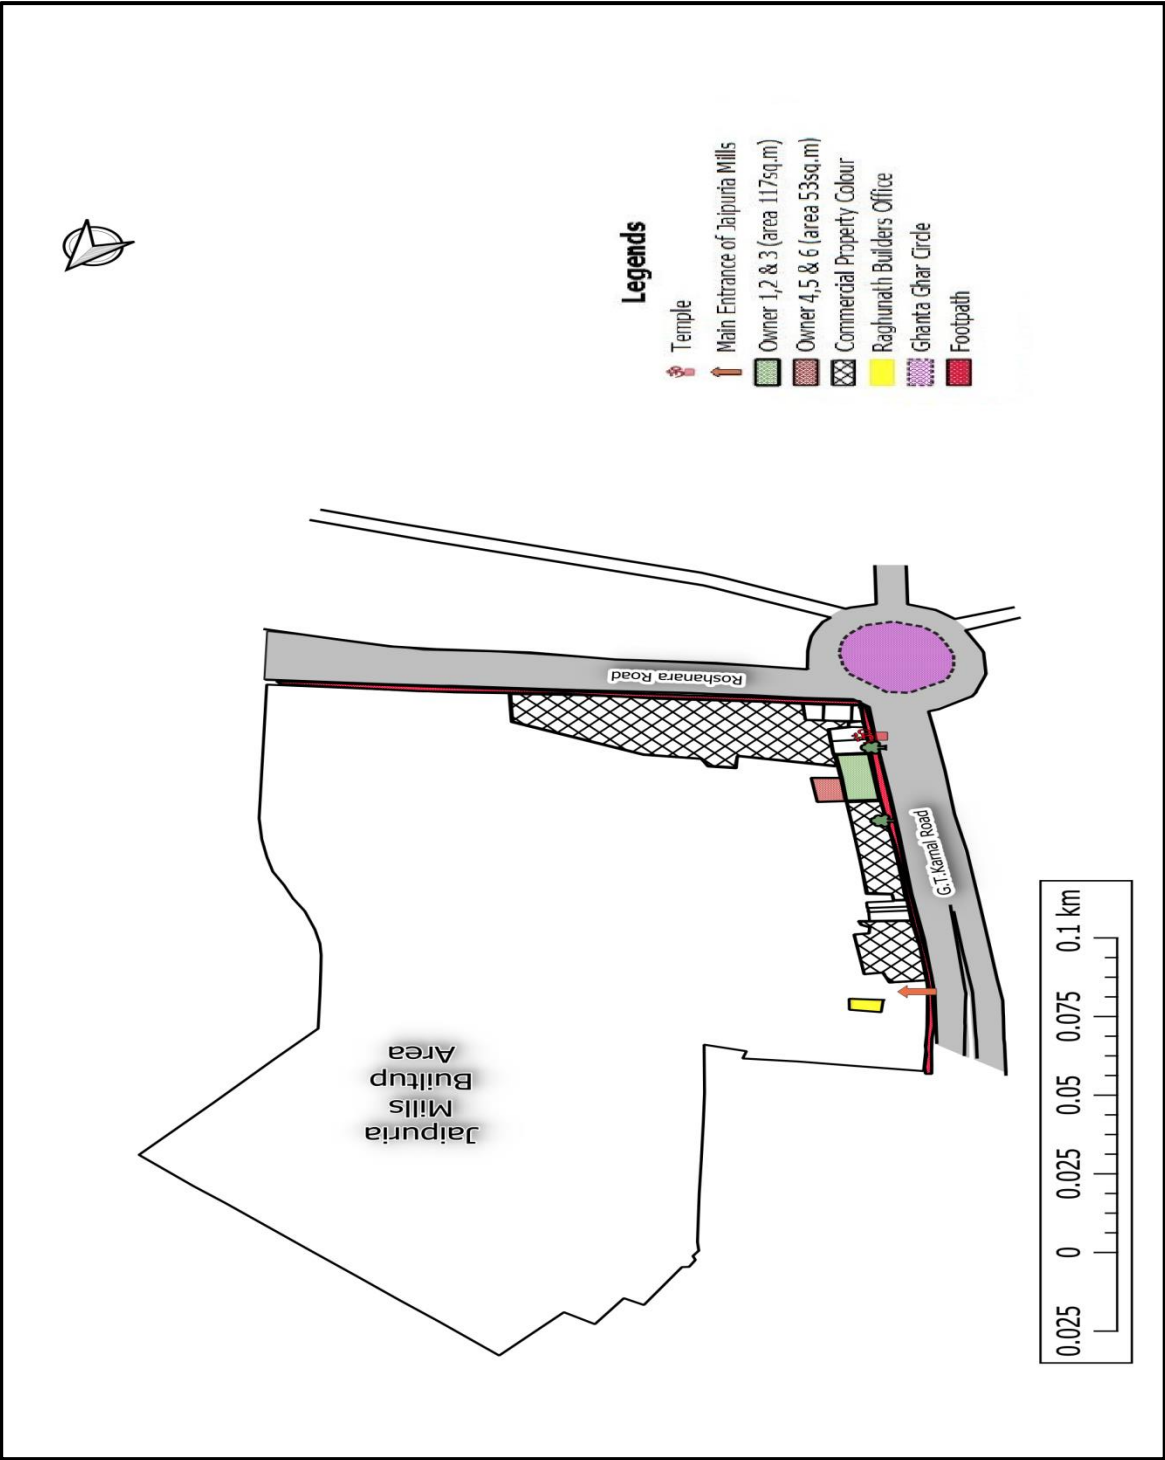 Legends
Temple
Main Entrance of Jaipuria Mills
Owner 1,2 & 3 (area 117sq.m)
Owner 4,5 & 6 (area 53sq.m)
Commercial Property Colour
Raghunath Builders Office
Ghanta Ghar Circle
Footpath
Roshanara Road
G.T.Karnal Road
Jaipuria
Mills
Builtup
Area
0.025 0 0.025 0.05 0.075 0.1 km